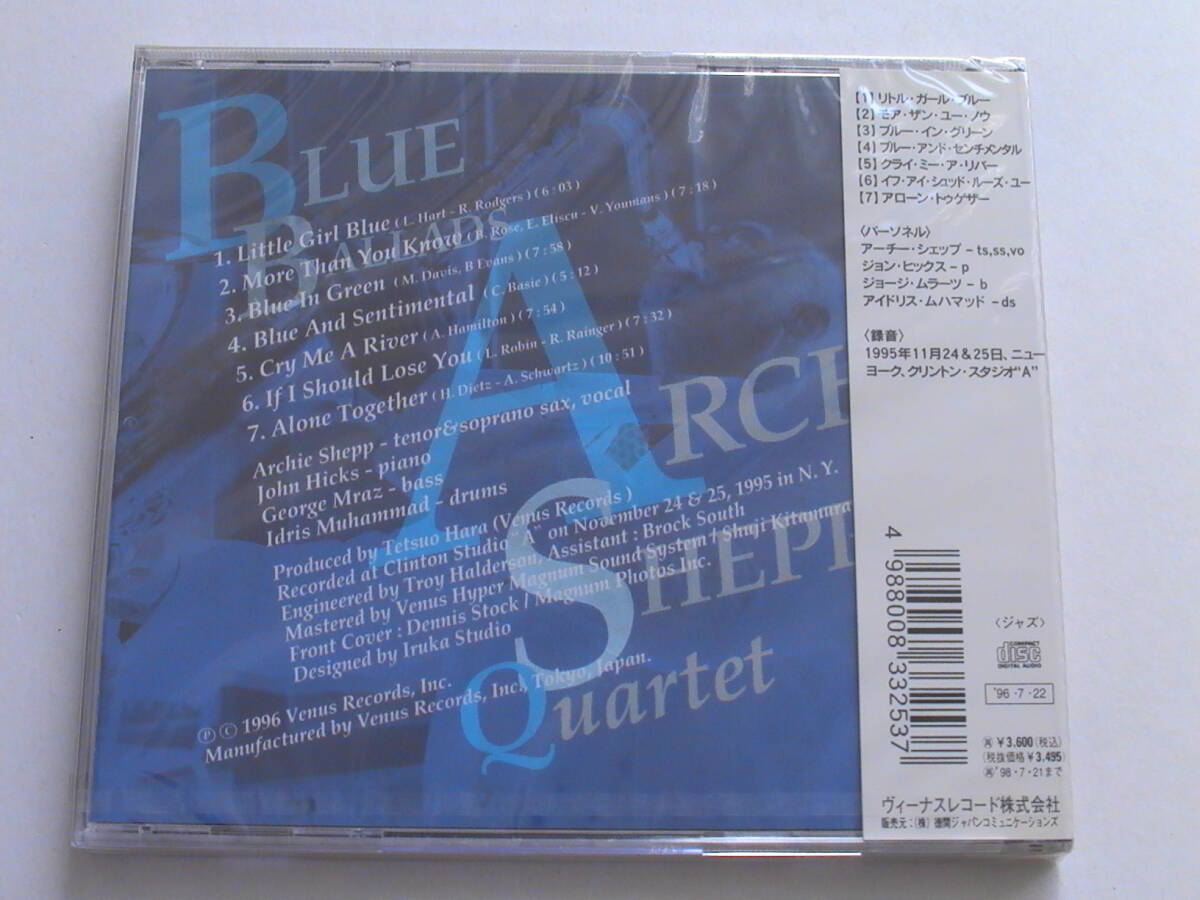 BLUE
BALLADS
ARCH
SHEPP
Quartet
1. Little Girl Blue ( L. Hart - R. Rodgers ) ( 6 : 03 )
2. More Than You Know ( B. Rose, E. Eliscu - V. Youmans ) ( 7 : 18 )
3. Blue In Green ( M. Davis, B Evans ) ( 7 : 58 )
4. Blue And Sentimental ( C. Basie ) ( 5 : 12 )
5. Cry Me A River ( A. Hamilton ) ( 7 : 54 )
6. If I Should Lose You ( L. Robin - R. Rainger ) ( 7 : 32 )
7. Alone Together ( H. Dietz - A. Schwartz ) ( 10 : 51 )
Archie Shepp - tenor&soprano sax, vocal
John Hicks - piano
George Mraz - bass
Idris Muhammad - drums
Produced by Tetsuo Hara ( Venus Records )
Recorded at Clinton Studio "A" on November 24 & 25, 1995 in N. Y.
Engineered by Troy Halderson, Assistant : Brock South
Mastered by Venus Hyper Magnum Sound System / Shuji Kitamura
Front Cover : Dennis Stock / Magnum Photos Inc.
Designed by Iruka Studio
Ⓟ Ⓒ 1996 Venus Records, Inc.
Manufactured by Venus Records, Inc., Tokyo, Japan.
【1】リトル・ガール・ブルー
【2】モア・ザン・ユー・ノウ
【3】ブルー・イン・グリーン
【4】ブルー・アンド・センチメンタル
【5】クライ・ミー・ア・リバー
【6】イフ・アイ・シュッド・ルーズ・ユー
【7】アローン・トゥゲザー
〈パーソネル〉
アーチー・シェップ－ts,ss,vo
ジョン・ヒックス－p
ジョージ・ムラーツ－b
アイドリス・ムハマッド－ds
〈録音〉
1995年11月24&25日、ニュー
ヨーク、クリントン・スタジオ"A"
4 988008 332537
〈ジャズ〉
COMPACT
disc
DIGITAL AUDIO
'96・7・22
㊢￥3.600(税込)
(税抜価格￥3.495)
㊢'98・7・21まで
ヴィーナスレコード株式会社
販売元：(株) 徳間ジャパンコミュニケーションズ